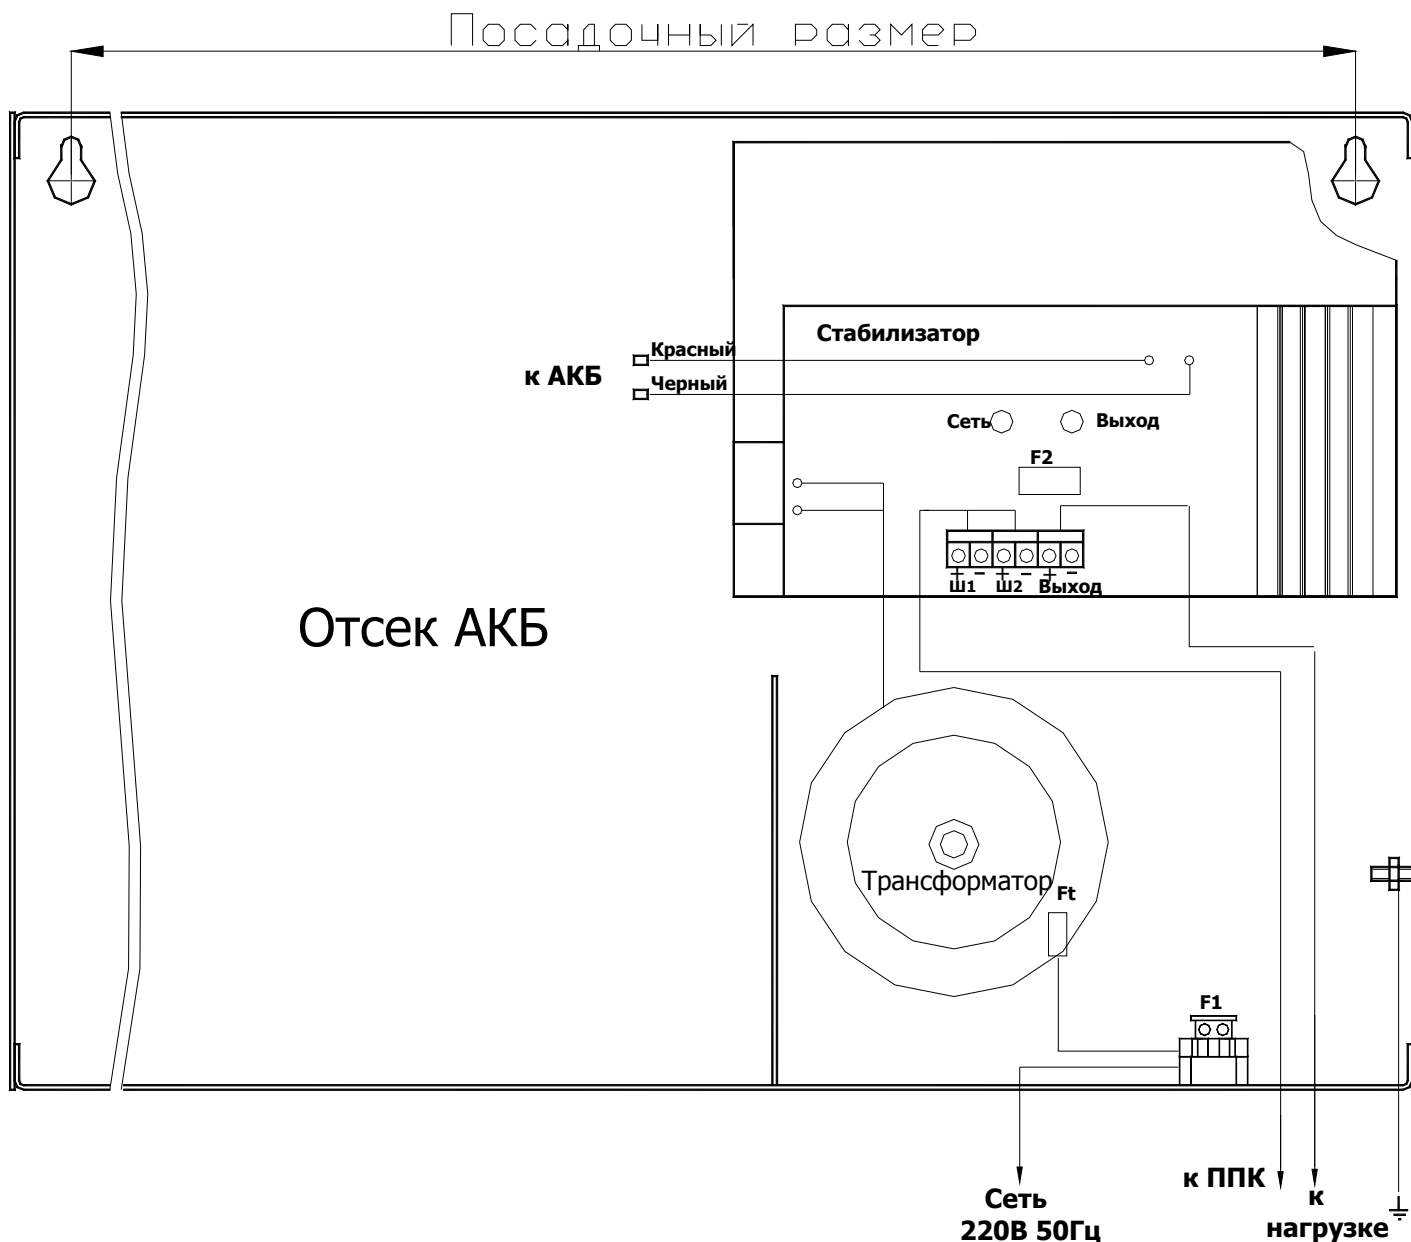 Посадочный размер
Стабилизатор
Красный
к АКБ
Черный
Сеть
Выход
F2
+ - + - + -
Ш1 Ш2 Выход
Отсек АКБ
Трансформатор
Ft
F1
к ППК
Сеть
220В 50Гц
к
нагрузке